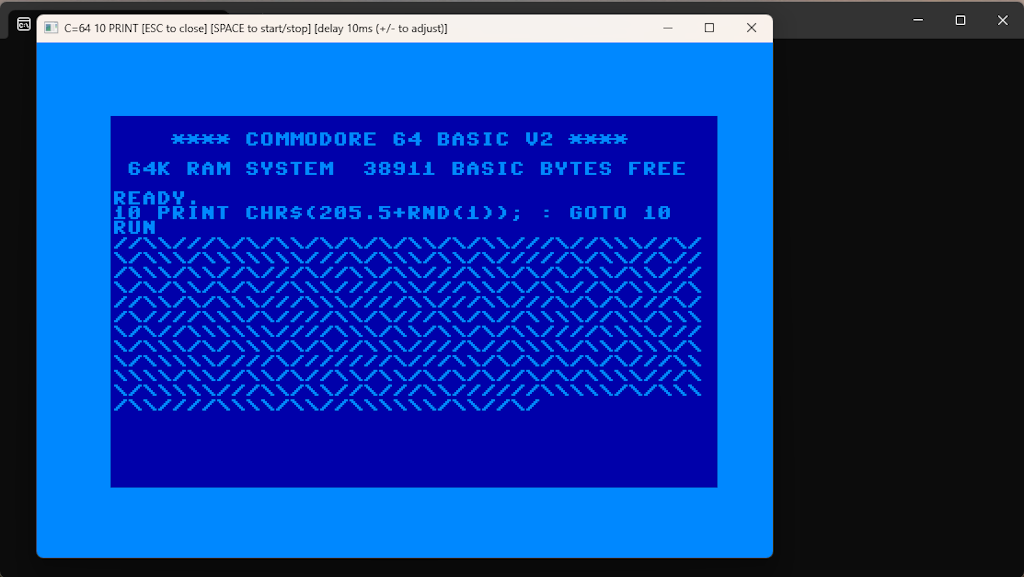 C=64 10 PRINT [ESC to close] [SPACE to start/stop] [delay 10ms (+/- to adjust)]
**** COMMODORE 64 BASIC V2 ****
64K RAM SYSTEM  38911 BASIC BYTES FREE
READY.
10 PRINT CHR$(205.5+RND(1)); : GOTO 10
RUN